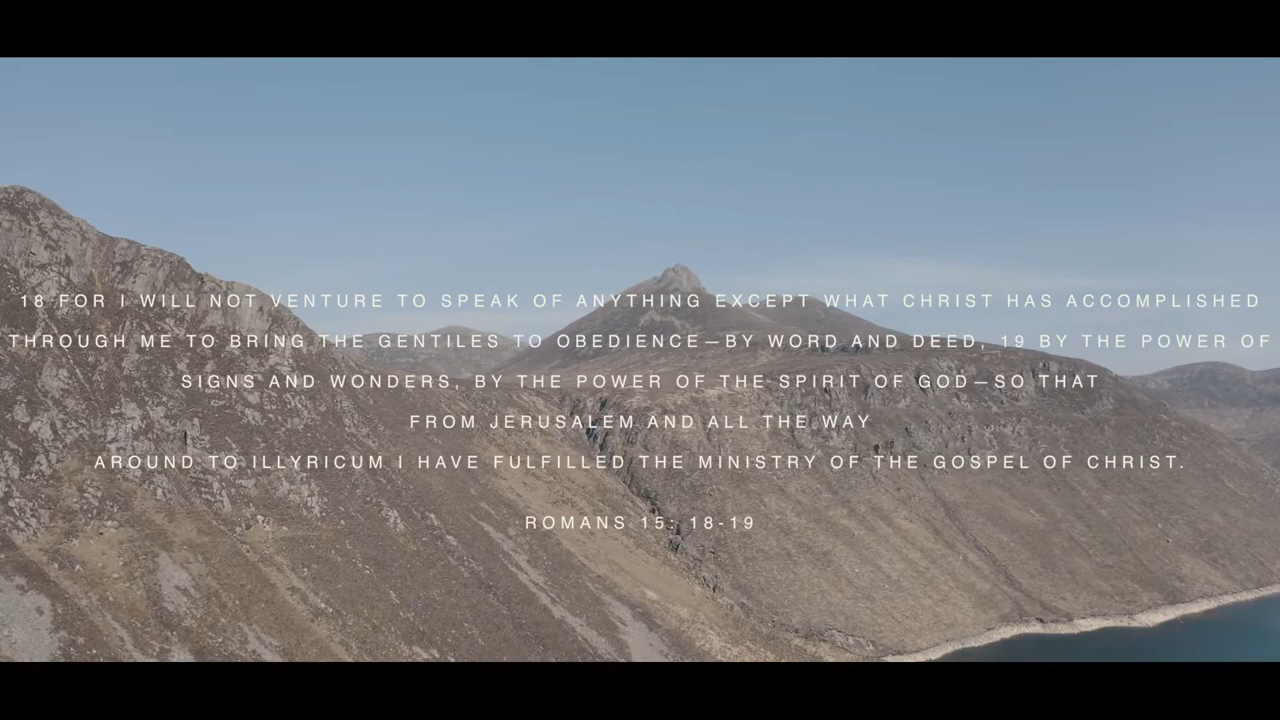 18 FOR I WILL NOT VENTURE TO SPEAK OF ANYTHING EXCEPT WHAT CHRIST HAS ACCOMPLISHED
THROUGH ME TO BRING THE GENTILES TO OBEDIENCE—BY WORD AND DEED, 19 BY THE POWER OF
SIGNS AND WONDERS, BY THE POWER OF THE SPIRIT OF GOD—SO THAT
FROM JERUSALEM AND ALL THE WAY
AROUND TO ILLYRICUM I HAVE FULFILLED THE MINISTRY OF THE GOSPEL OF CHRIST.
ROMANS 15: 18-19